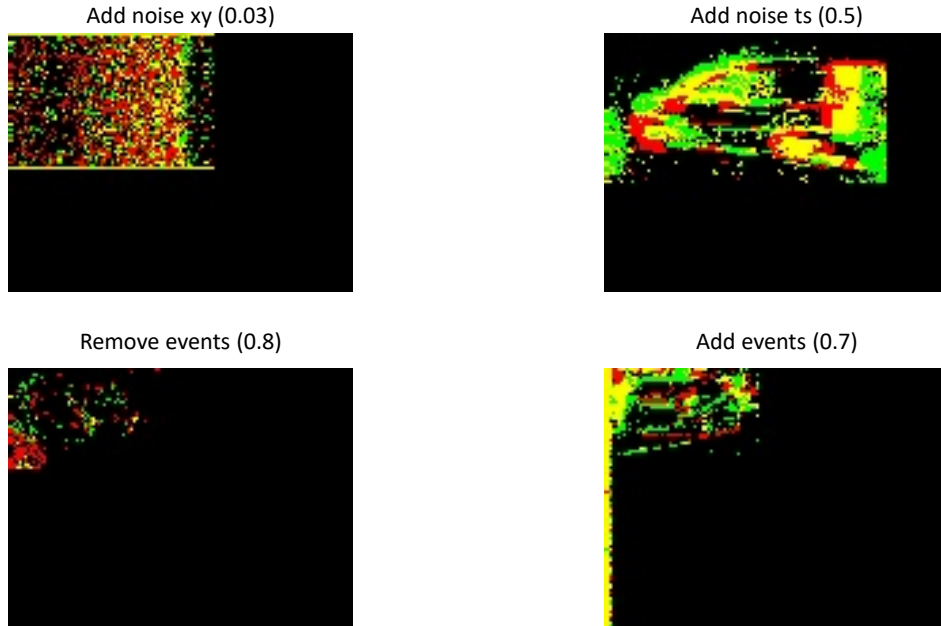 Add noise xy (0.03)
Add noise ts (0.5)
Remove events (0.8)
Add events (0.7)